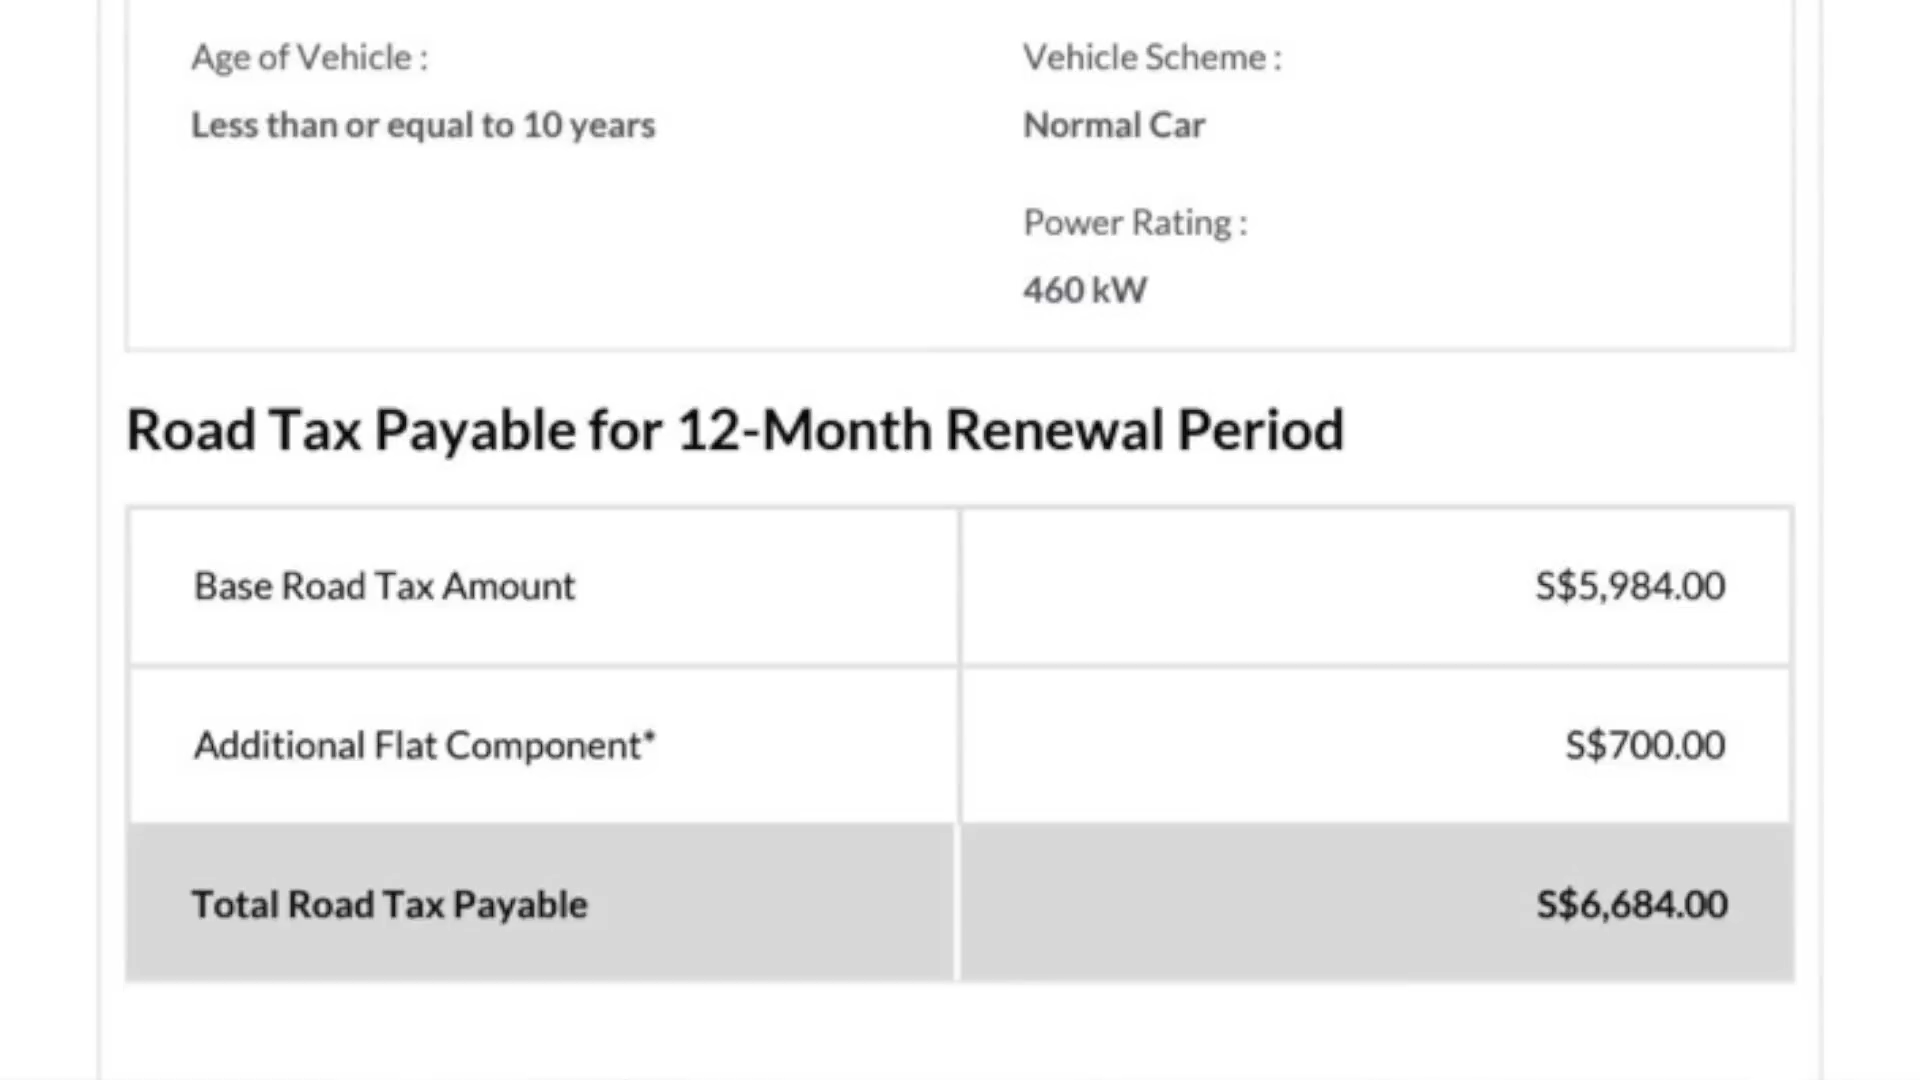 Age of Vehicle :
Less than or equal to 10 years
Vehicle Scheme :
Normal Car
Power Rating :
460 kW
Road Tax Payable for 12-Month Renewal Period
Base Road Tax Amount S$5,984.00
Additional Flat Component* S$700.00
Total Road Tax Payable S$6,684.00